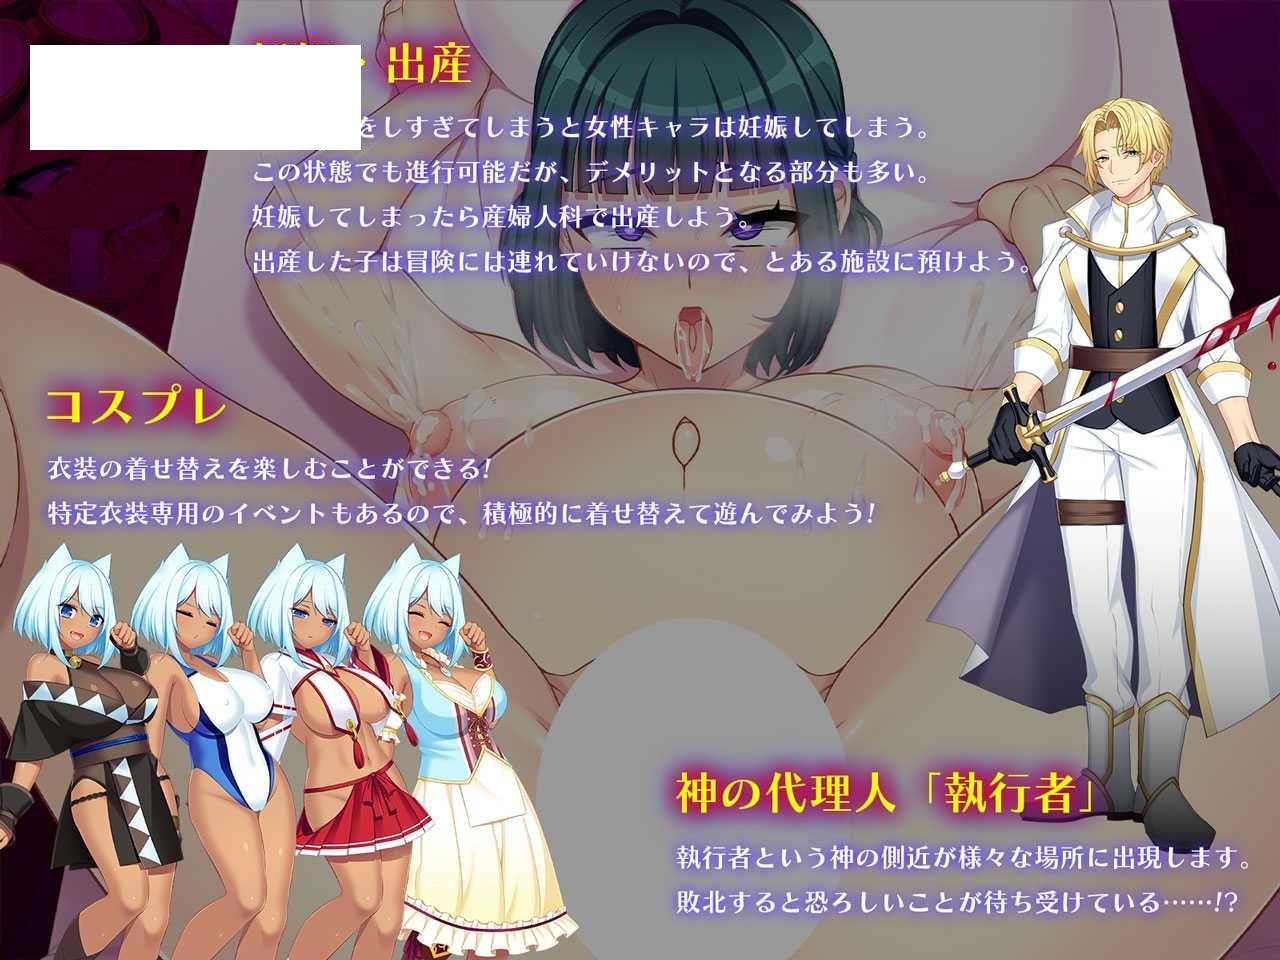 ・出産
をしすぎてしまうと女性キャラは妊娠してしまう。
この状態でも進行可能だが、デメリットとなる部分も多い。
妊娠してしまったら産婦人科で出産しよう。
出産した子は冒険には連れていけないので、とある施設に預けよう。
コスプレ
衣装の着せ替えを楽しむことができる!
特定衣装専用のイベントもあるので、積極的に着せ替えて遊んでみよう!
神の代理人「執行者」
執行者という神の側近が様々な場所に出現します。
敗北すると恐ろしいことが待ち受けている……!?